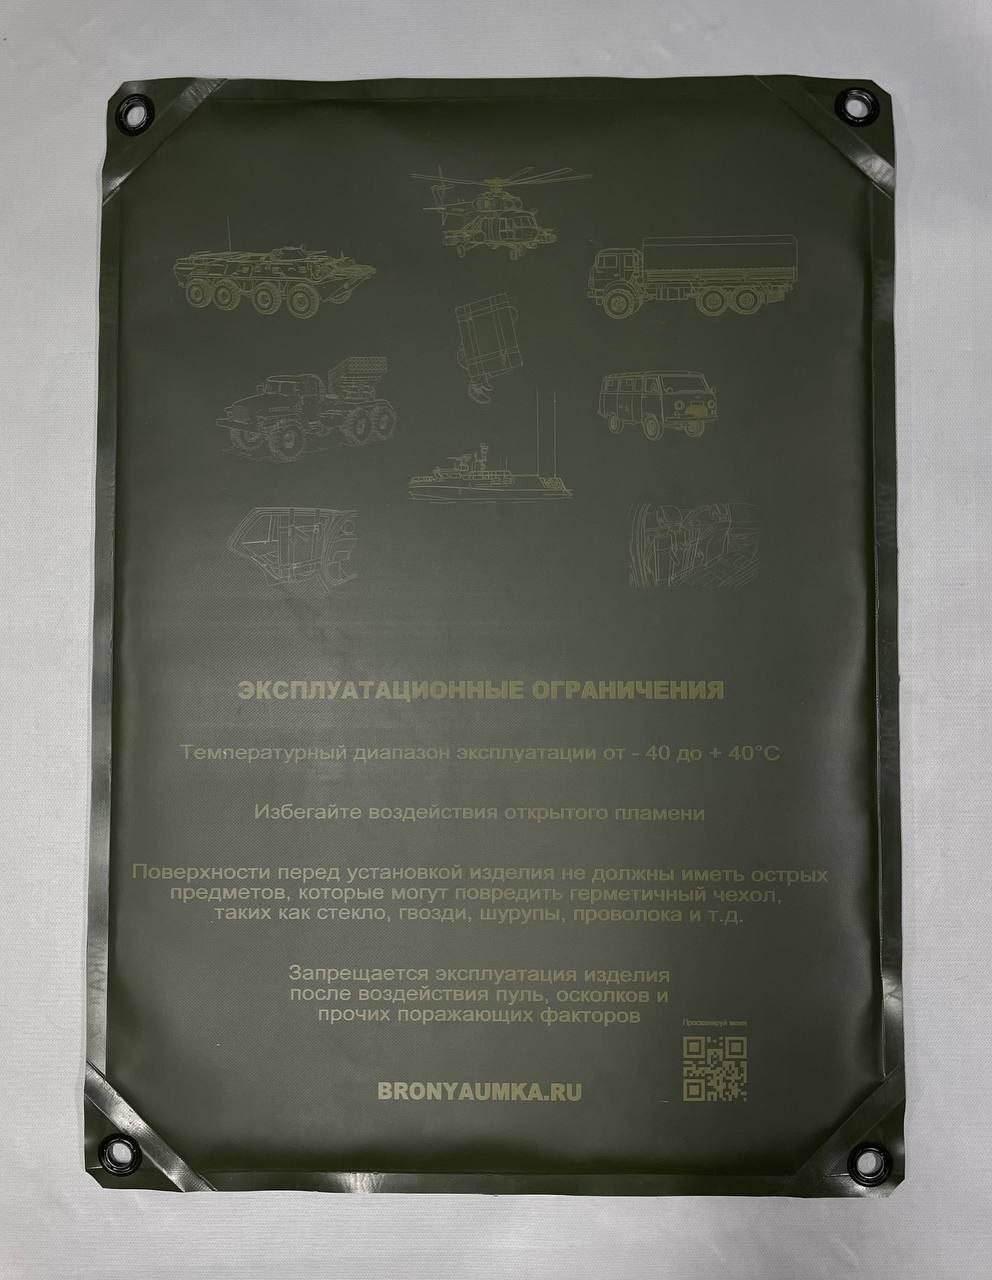 ЭКСПЛУАТАЦИОННЫЕ ОГРАНИЧЕНИЯ
Температурный диапазон эксплуатации от - 40 до + 40°C
Избегайте воздействия открытого пламени
Поверхности перед установкой изделия не должны иметь острых
предметов, которые могут повредить герметичный чехол,
таких как стекло, гвозди, шурупы, проволока и т.д.
Запрещается эксплуатация изделия
после воздействия пуль, осколков и
прочих поражающих факторов
Просканируй меня
BRONYAUMKA.RU